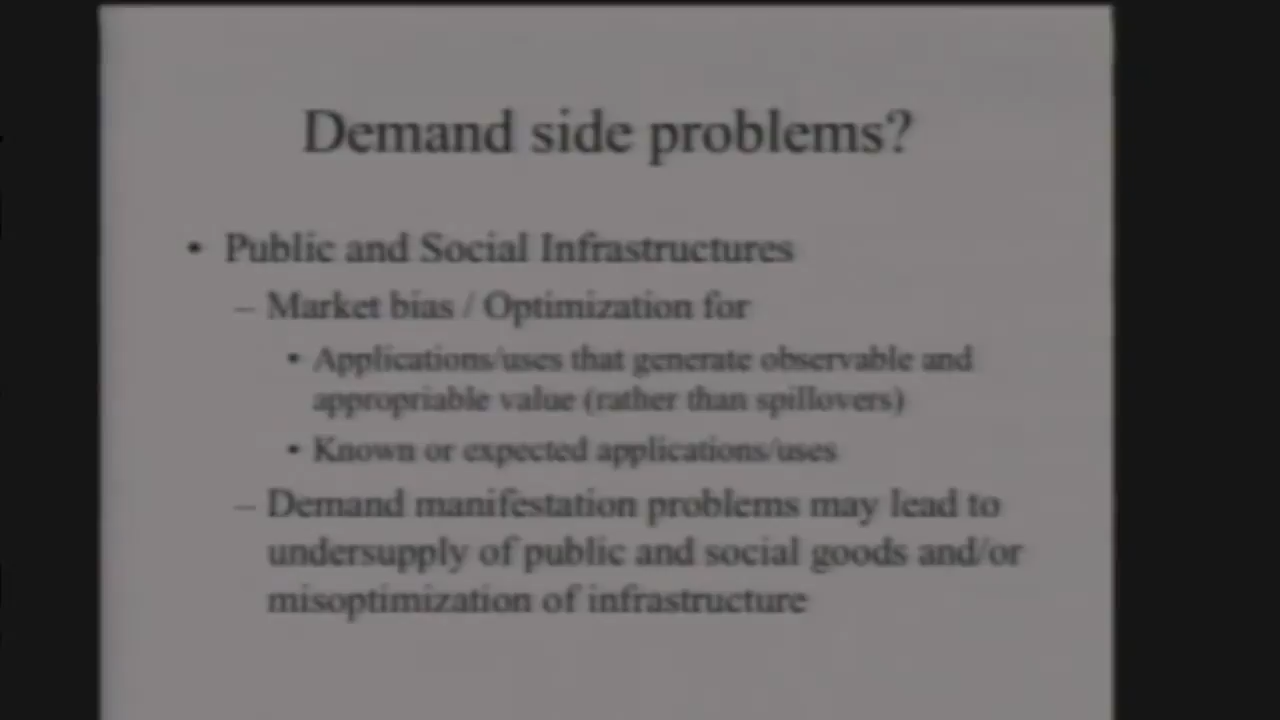 Demand side problems?
• Public and Social Infrastructures
– Market bias / Optimization for
• Applications/uses that generate observable and
appropriable value (rather than spillovers)
• Known or expected applications/uses
– Demand manifestation problems may lead to
undersupply of public and social goods and/or
misoptimization of infrastructure